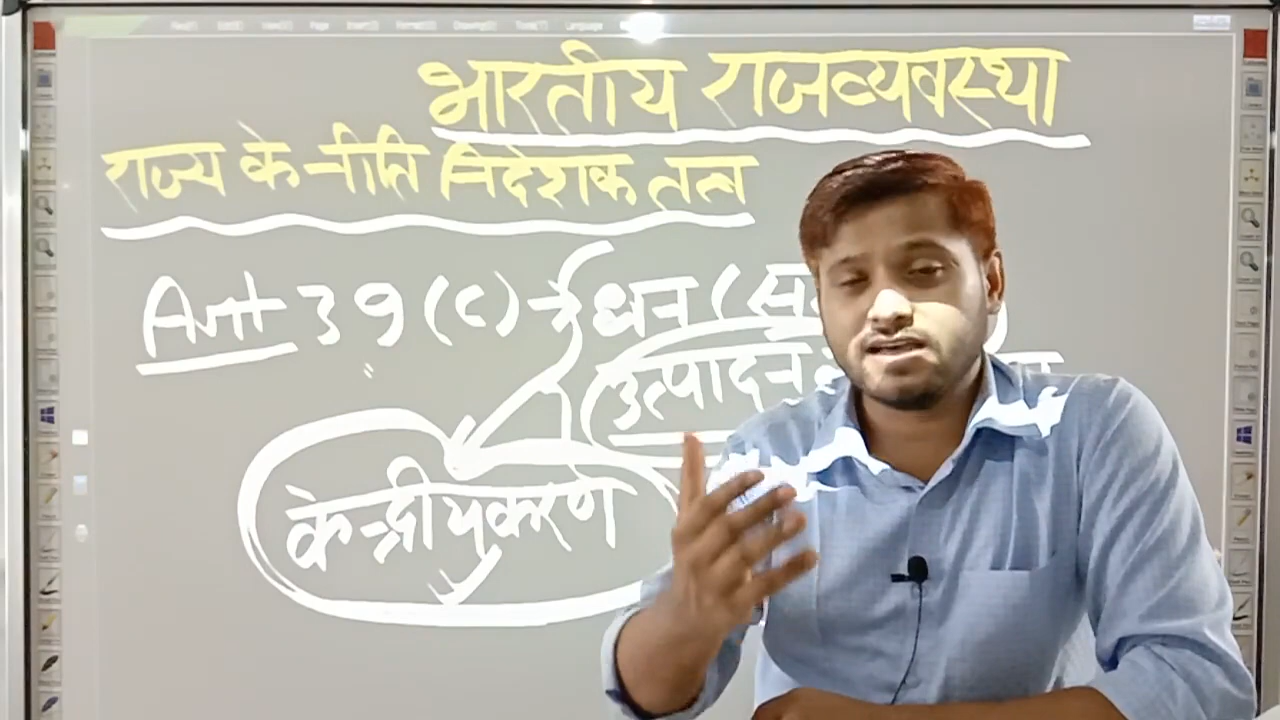 भारतीय राजव्यवस्था
राज्य के नीति निदेशक तत्व
Art 39 (c) → धन (
(उत्पादन
केन्द्रीयकरण